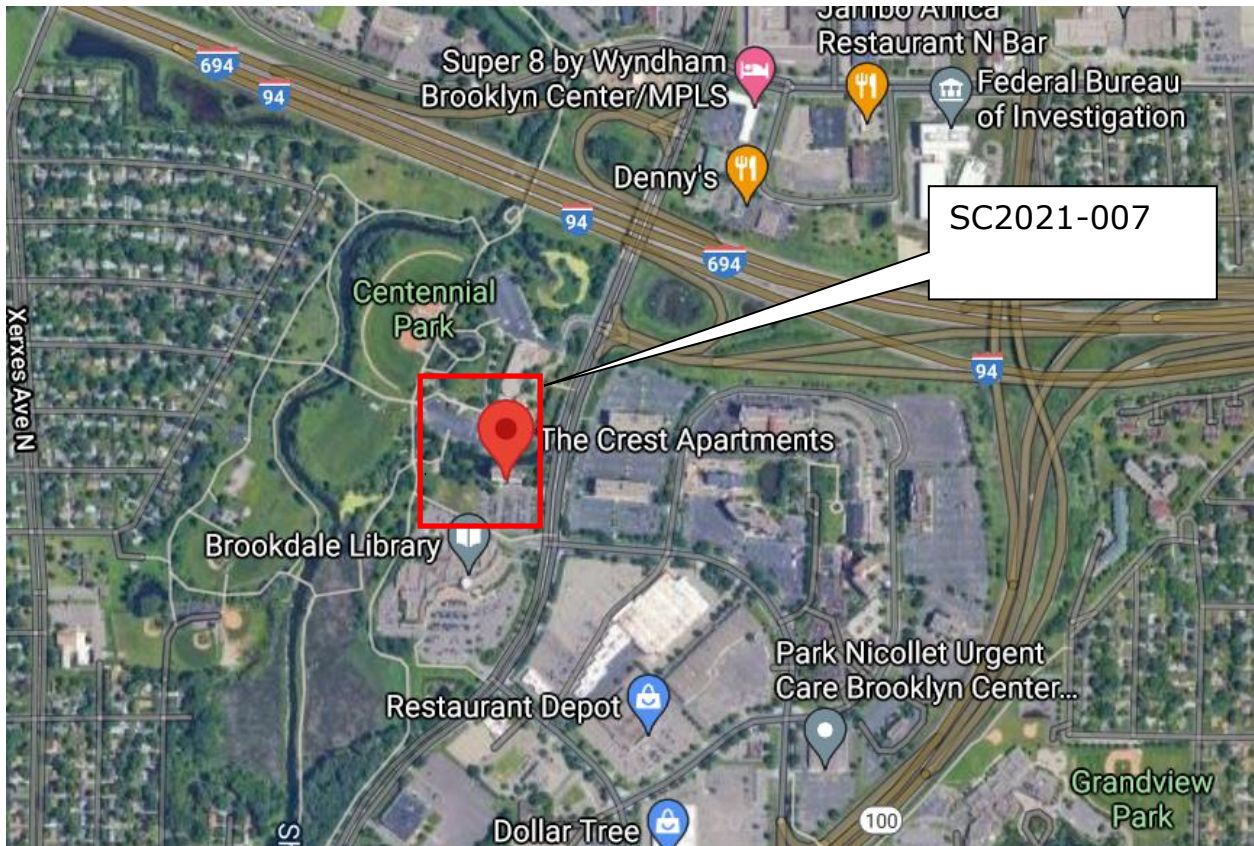 Jambo Africa
Restaurant N Bar
694
94
Super 8 by Wyndham
Brooklyn Center/MPLS
Federal Bureau
of Investigation
Denny's
SC2021-007
94
694
Centennial
Park
Xerxes Ave N
94
The Crest Apartments
Brookdale Library
Park Nicollet Urgent
Care Brooklyn Center...
Restaurant Depot
Grandview
Park
100
Dollar Tree